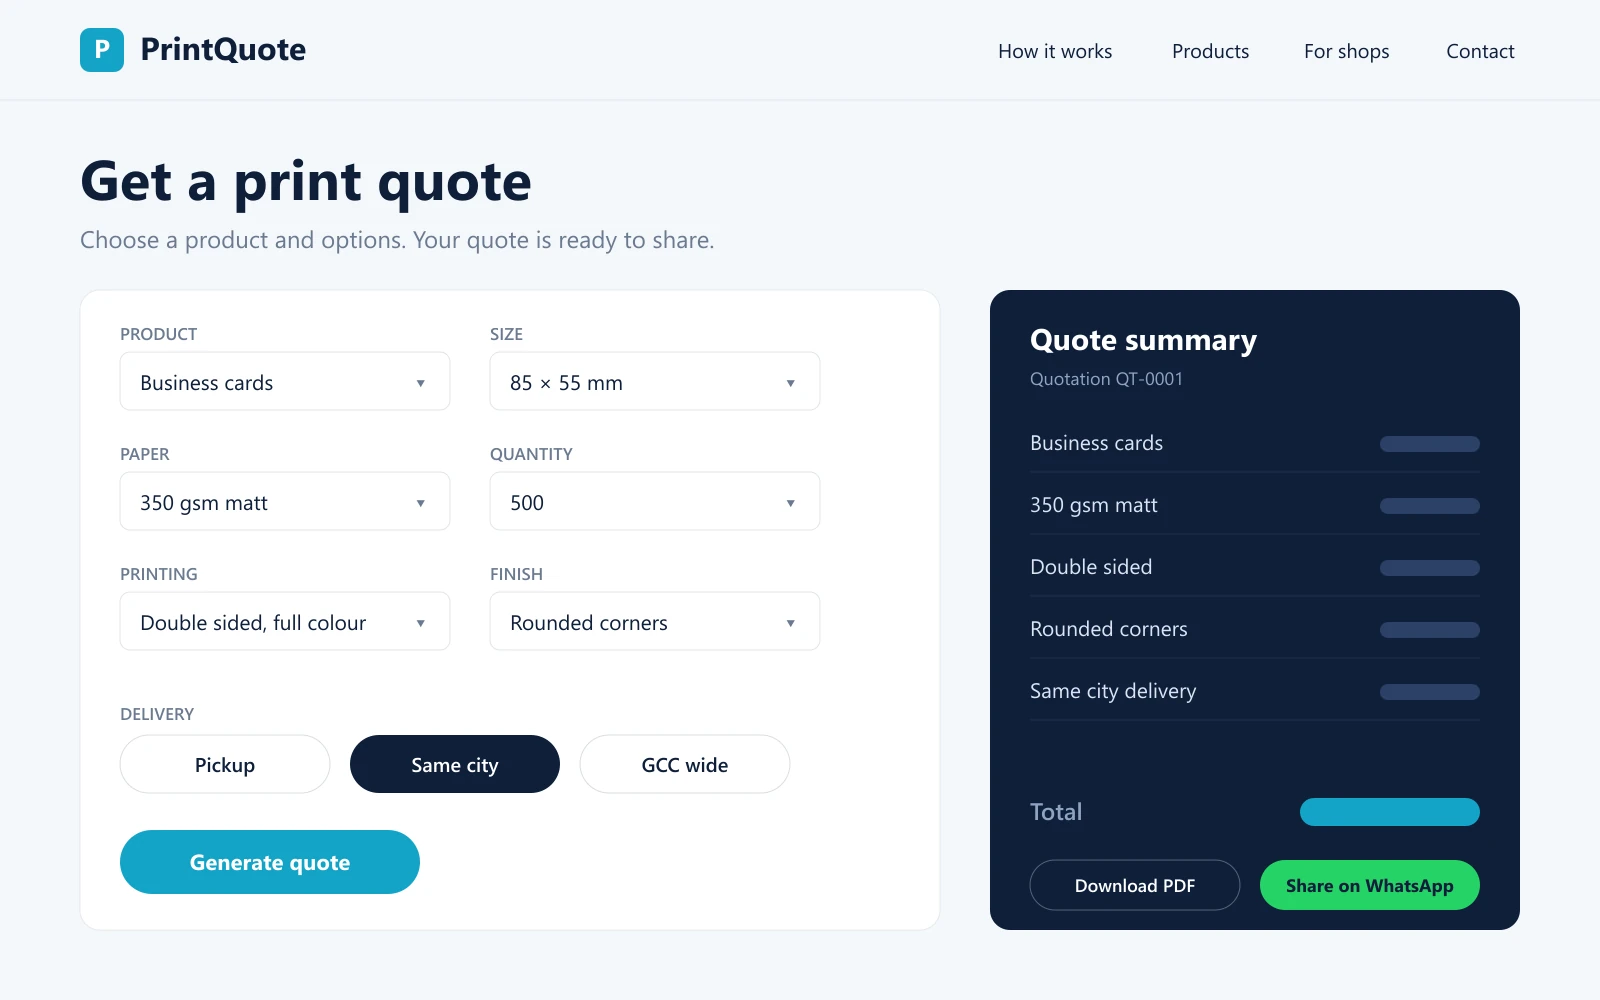 P PrintQuote
How it works Products For shops Contact
Get a print quote
Choose a product and options. Your quote is ready to share.
PRODUCT
Business cards
SIZE
85 × 55 mm
PAPER
350 gsm matt
QUANTITY
500
PRINTING
Double sided, full colour
FINISH
Rounded corners
DELIVERY
Pickup Same city GCC wide
Generate quote
Quote summary
Quotation QT-0001
Business cards
350 gsm matt
Double sided
Rounded corners
Same city delivery
Total
Download PDF Share on WhatsApp